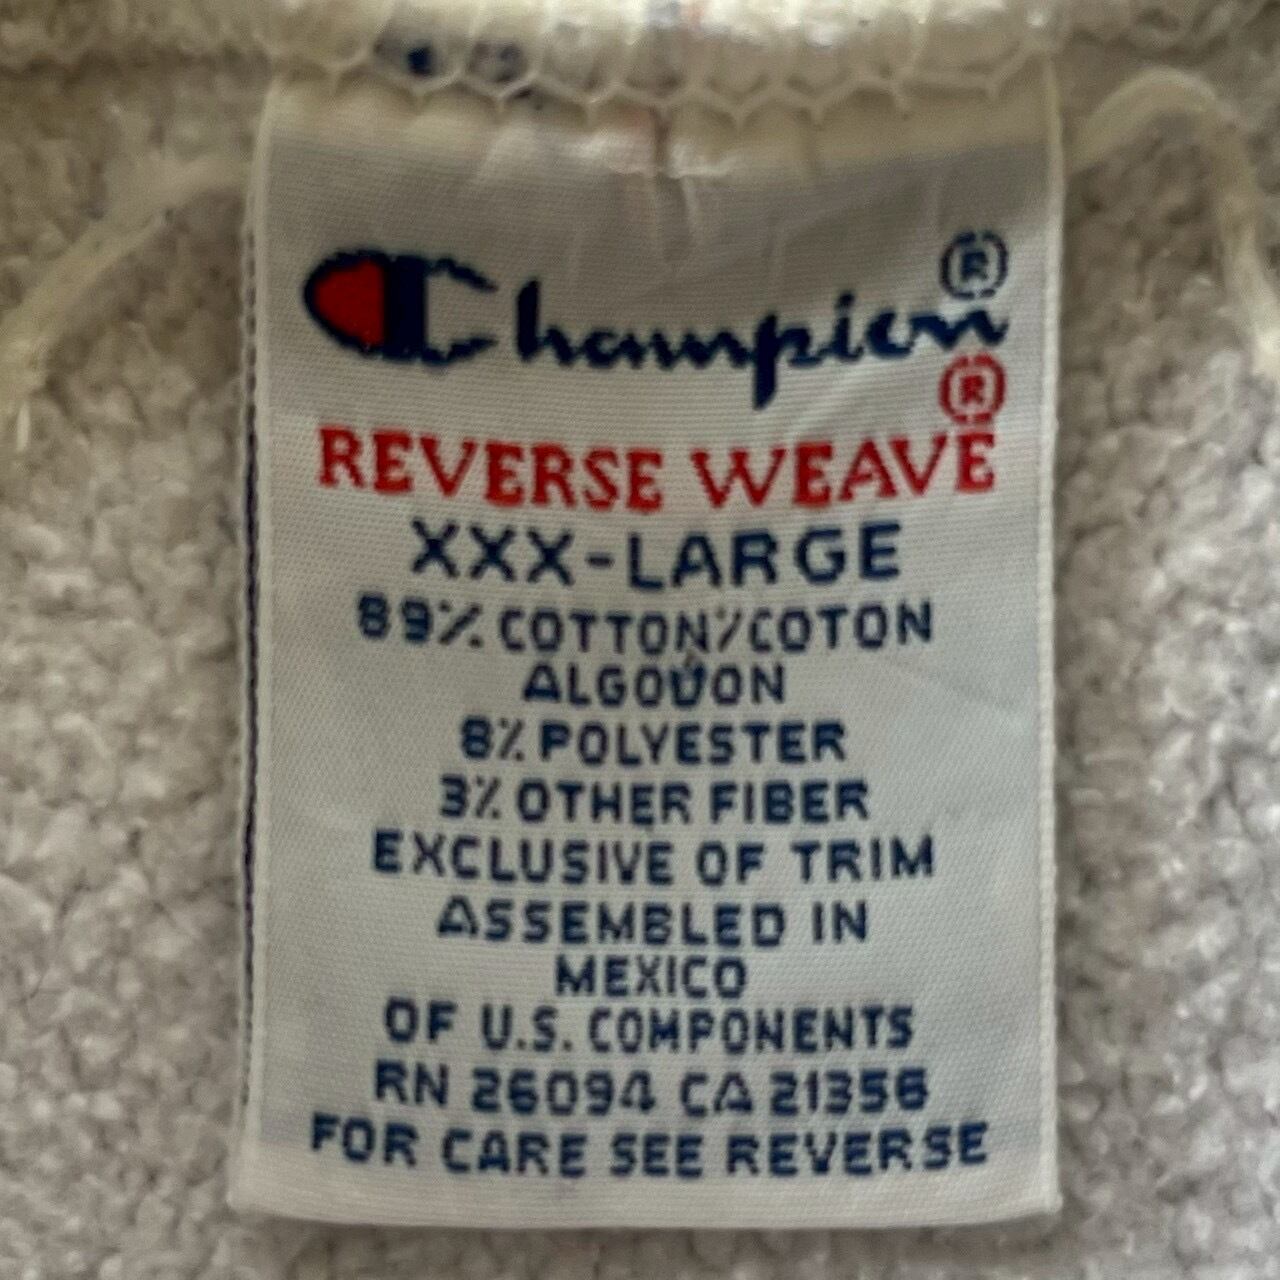 Champion®
REVERSE WEAVE®
XXX-LARGE
89% COTTON/COTON
ALGODON
8% POLYESTER
3% OTHER FIBER
EXCLUSIVE OF TRIM
ASSEMBLED IN
MEXICO
OF U.S. COMPONENTS
RN 26094 CA 21356
FOR CARE SEE REVERSE